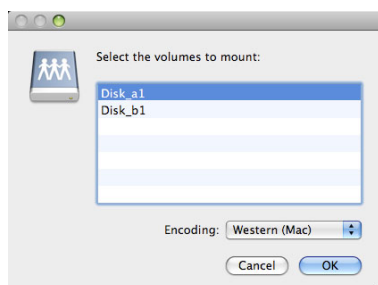 Select the volumes to mount:
Disk_a1
Disk_b1
Encoding: Western (Mac)
Cancel OK